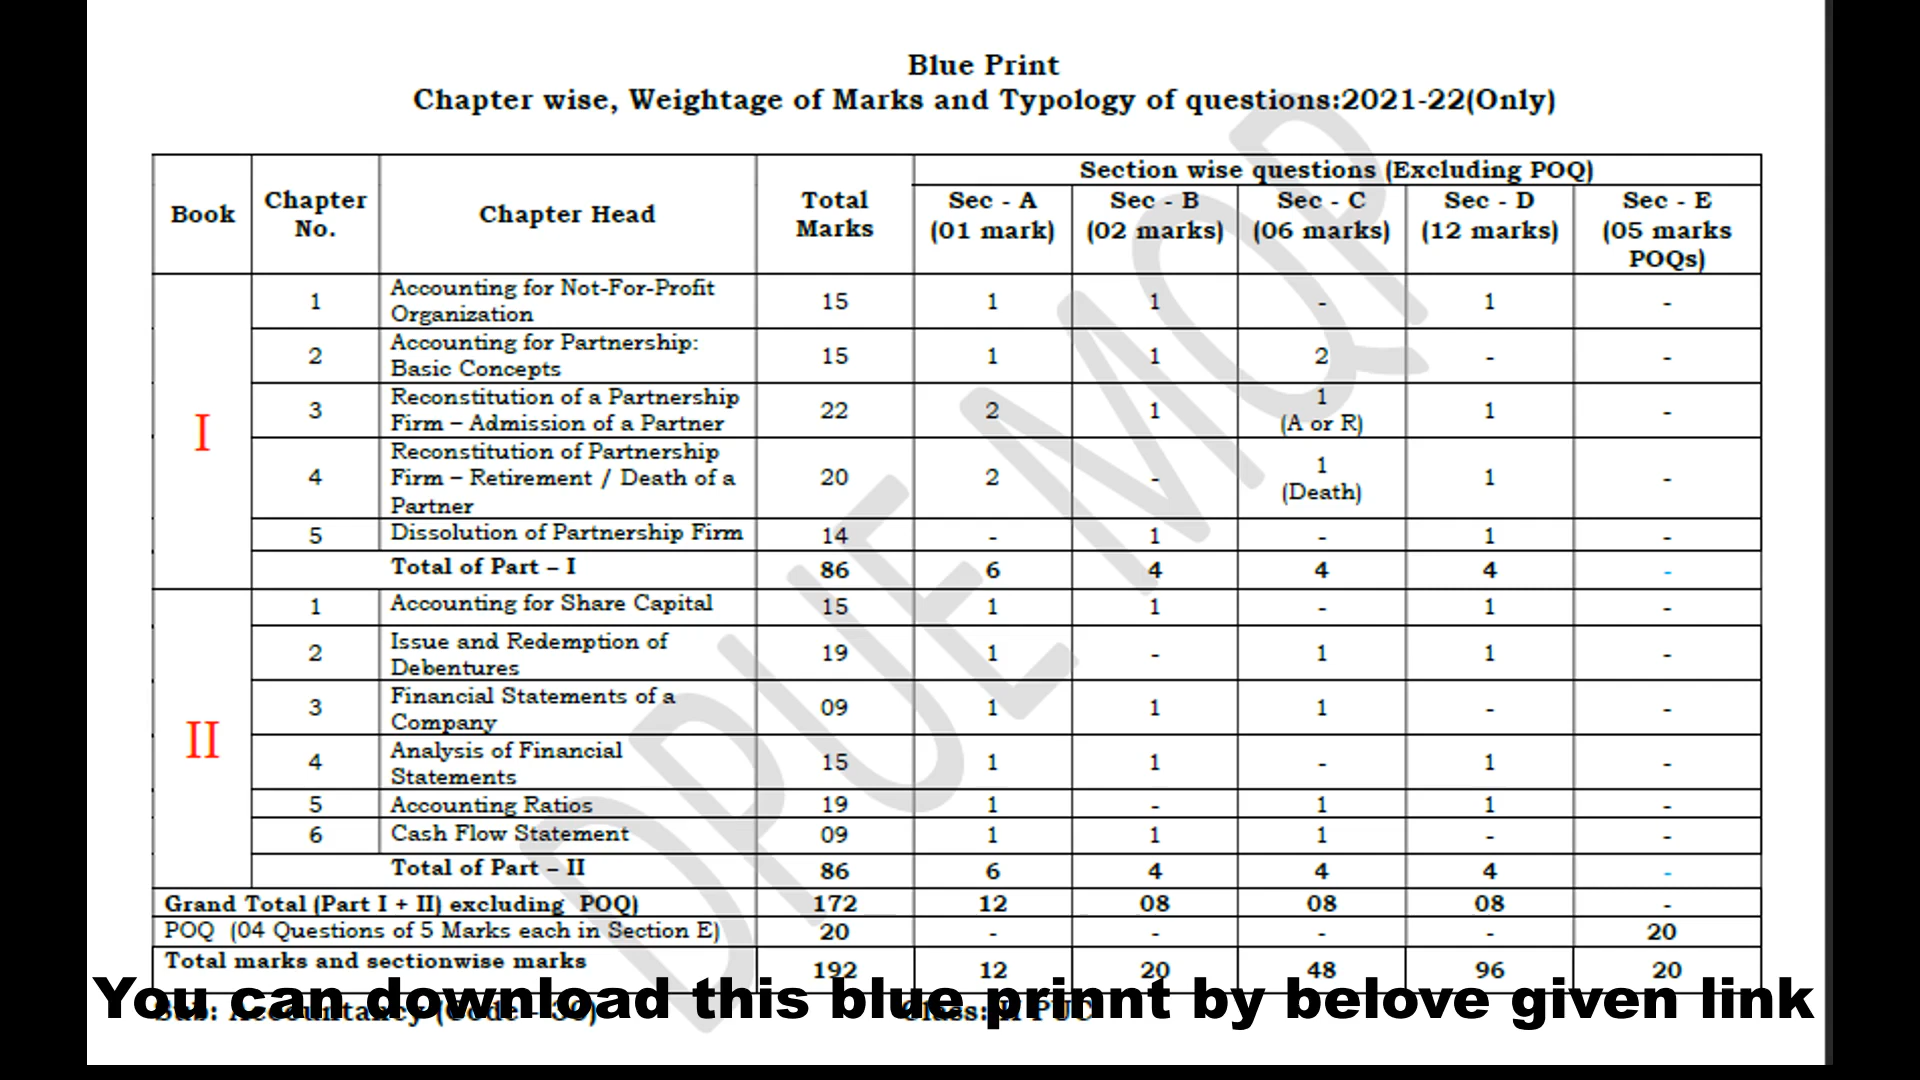 Blue Print
Chapter wise, Weightage of Marks and Typology of questions:2021-22(Only)
Book Chapter No. Chapter Head Total Marks Section wise questions (Excluding POQ)
Sec - A (01 mark) Sec - B (02 marks) Sec - C (06 marks) Sec - D (12 marks) Sec - E (05 marks POQs)
I
1 Accounting for Not-For-Profit Organization 15 1 1 - 1 -
2 Accounting for Partnership: Basic Concepts 15 1 1 2 - -
3 Reconstitution of a Partnership Firm – Admission of a Partner 22 2 1 1 (A or R) 1 -
4 Reconstitution of Partnership Firm – Retirement / Death of a Partner 20 2 - 1 (Death) 1 -
5 Dissolution of Partnership Firm 14 - 1 - 1 -
Total of Part – I 86 6 4 4 4 -
II
1 Accounting for Share Capital 15 1 1 - 1 -
2 Issue and Redemption of Debentures 19 1 - 1 1 -
3 Financial Statements of a Company 09 1 1 1 - -
4 Analysis of Financial Statements 15 1 1 - 1 -
5 Accounting Ratios 19 1 - 1 1 -
6 Cash Flow Statement 09 1 1 1 - -
Total of Part – II 86 6 4 4 4 -
Grand Total (Part I + II) excluding POQ) 172 12 08 08 08 -
POQ (04 Questions of 5 Marks each in Section E) 20 - - - - 20
Total marks and sectionwise marks 192 12 20 48 96 20
You can download this blue prinnt by belove given link
Sub: Accountancy (Code - 30) Class: II PUC
DPUE MQP